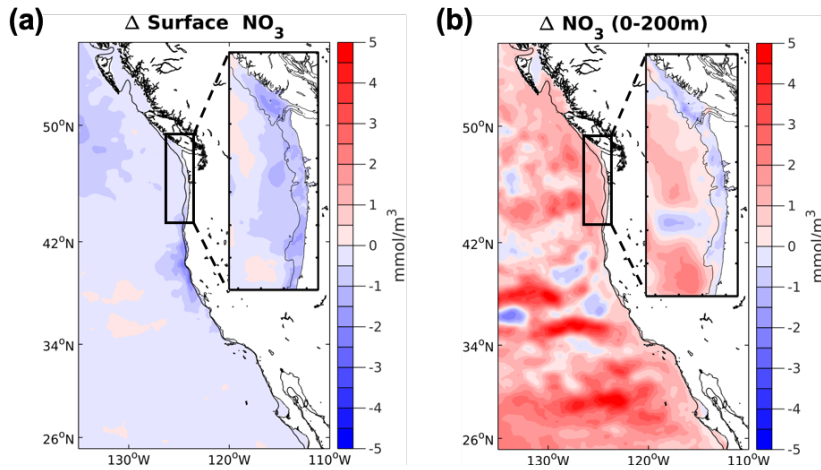 (a)
Δ Surface NO₃
50°N
42°N
34°N
26°N
130°W
120°W
110°W
5
4
3
2
1
0
-1
-2
-3
-4
-5
mmol/m³
(b)
Δ NO₃ (0-200m)
50°N
42°N
34°N
26°N
130°W
120°W
110°W
5
4
3
2
1
0
-1
-2
-3
-4
-5
mmol/m³